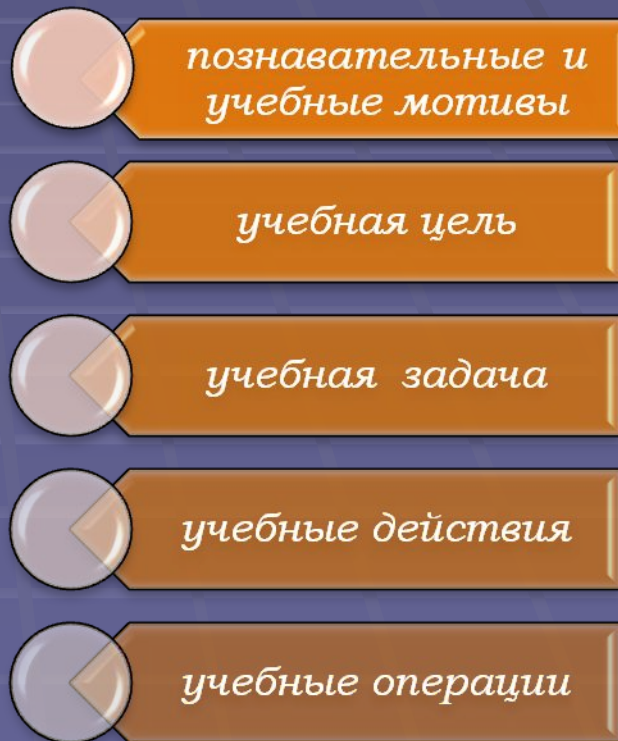 познавательные и
учебные мотивы
учебная цель
учебная задача
учебные действия
учебные операции